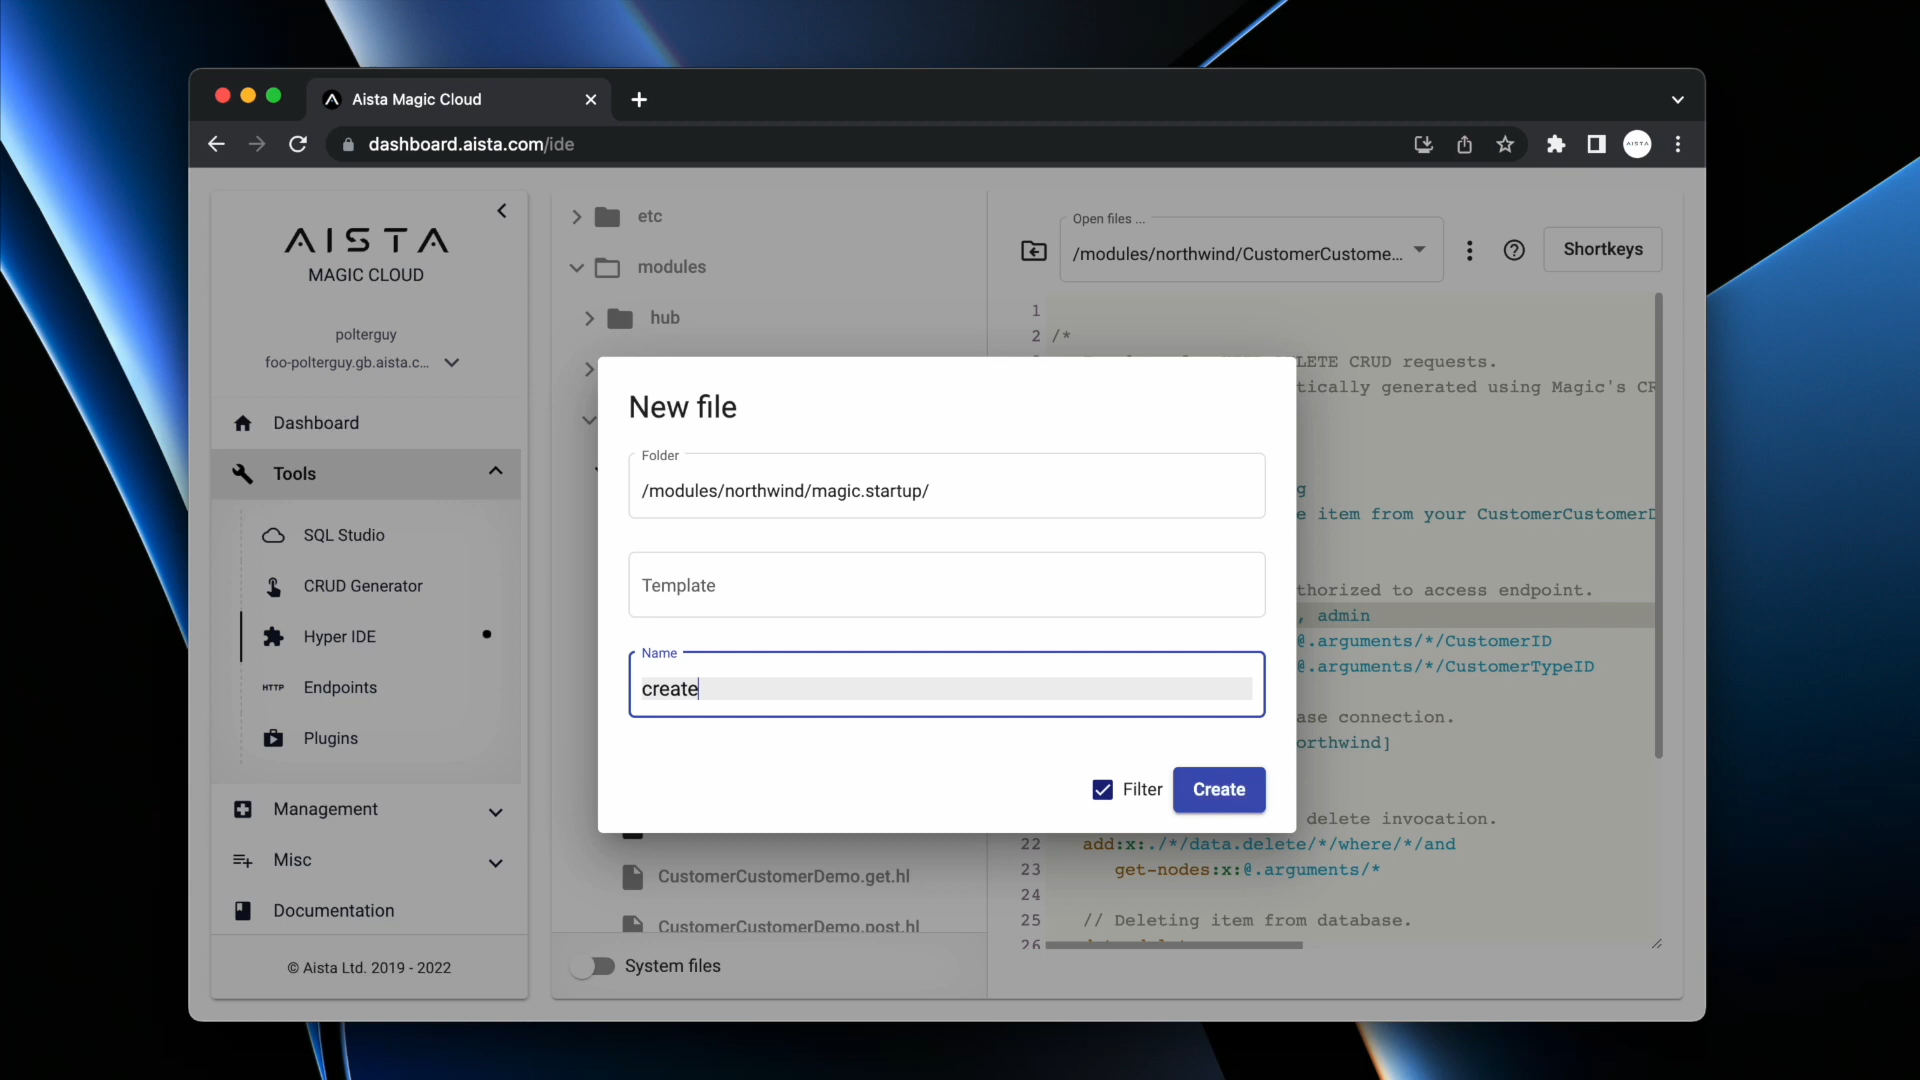 Aista Magic Cloud
dashboard.aista.com/ide
AISTA
AISTA
MAGIC CLOUD
polterguy
foo-polterguy.gb.aista.c...
Dashboard
Tools
SQL Studio
CRUD Generator
Hyper IDE
HTTP Endpoints
Plugins
Management
Misc
Documentation
© Aista Ltd. 2019 - 2022
etc
modules
hub
CustomerCustomerDemo.get.hl
CustomerCustomerDemo.post.hl
System files
Open files ...
/modules/northwind/CustomerCustome...
Shortkeys
New file
Folder
/modules/northwind/magic.startup/
Template
Name
create
Filter
Create
1
2 /*
LETE CRUD requests.
tically generated using Magic's CR
g
e item from your CustomerCustomerD
thorized to access endpoint.
, admin
@.arguments/*/CustomerID
@.arguments/*/CustomerTypeID
ase connection.
orthwind]
delete invocation.
22 add:x:./*/data.delete/*/where/*/and
23 get-nodes:x:@.arguments/*
24
25 // Deleting item from database.
26